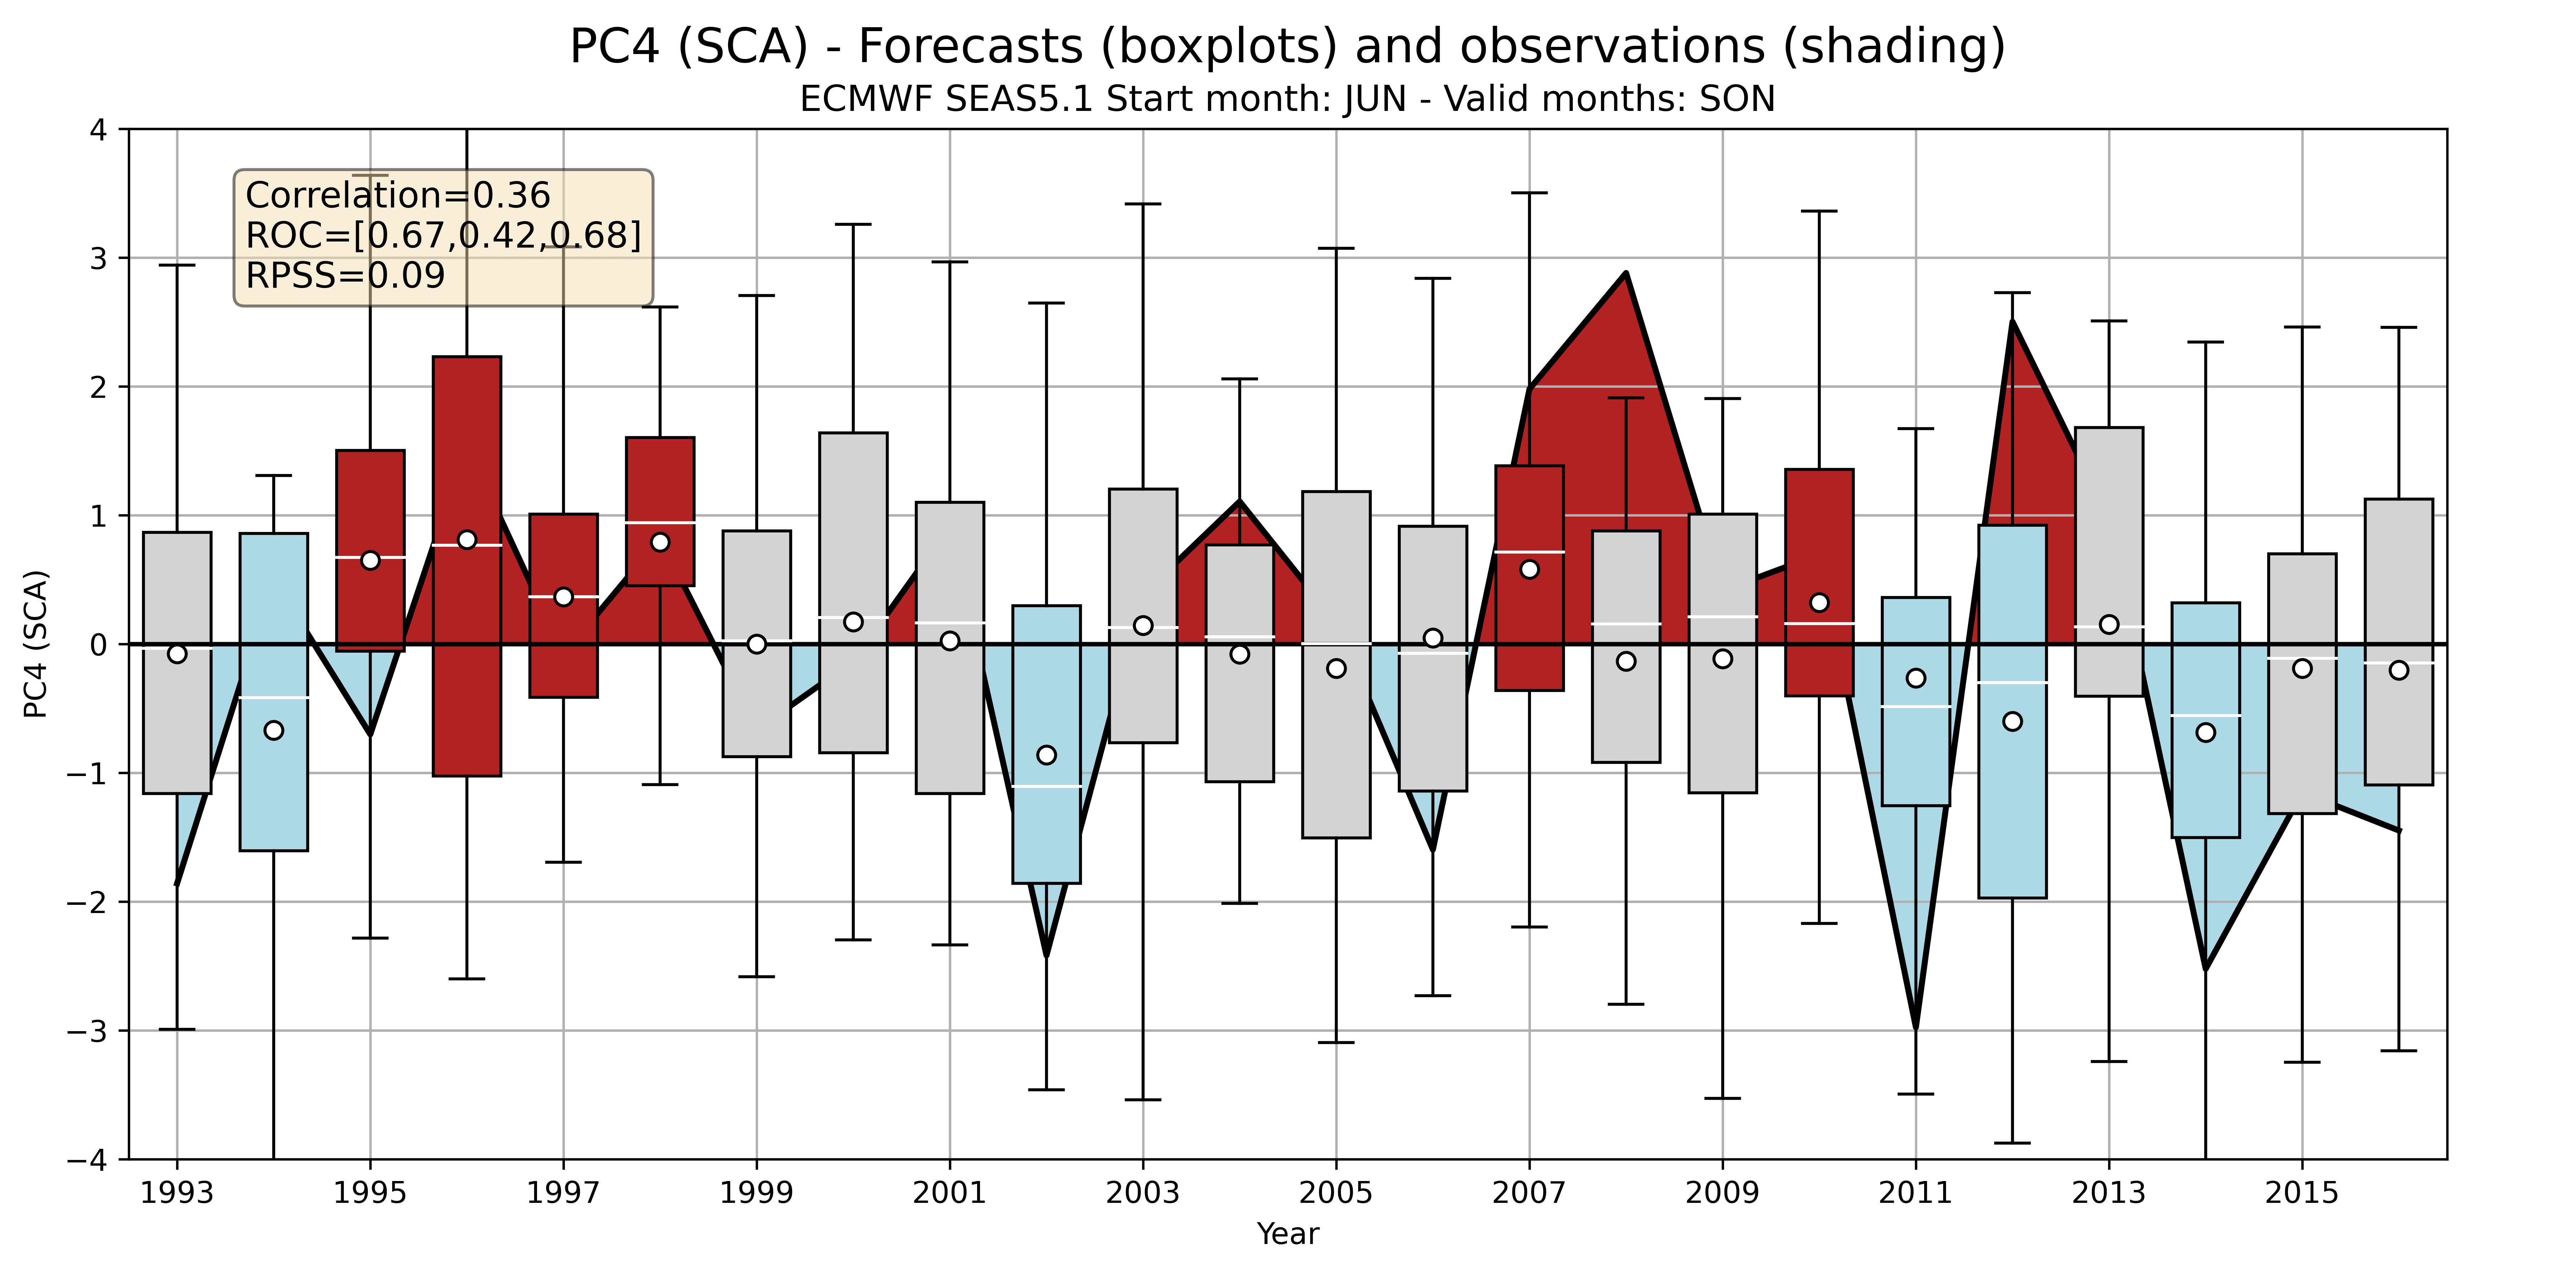 PC4 (SCA) - Forecasts (boxplots) and observations (shading)
ECMWF SEAS5.1 Start month: JUN - Valid months: SON
Correlation=0.36
ROC=[0.67,0.42,0.68]
RPSS=0.09
PC4 (SCA)
4
3
2
1
0
−1
−2
−3
−4
1993 1995 1997 1999 2001 2003 2005 2007 2009 2011 2013 2015
Year